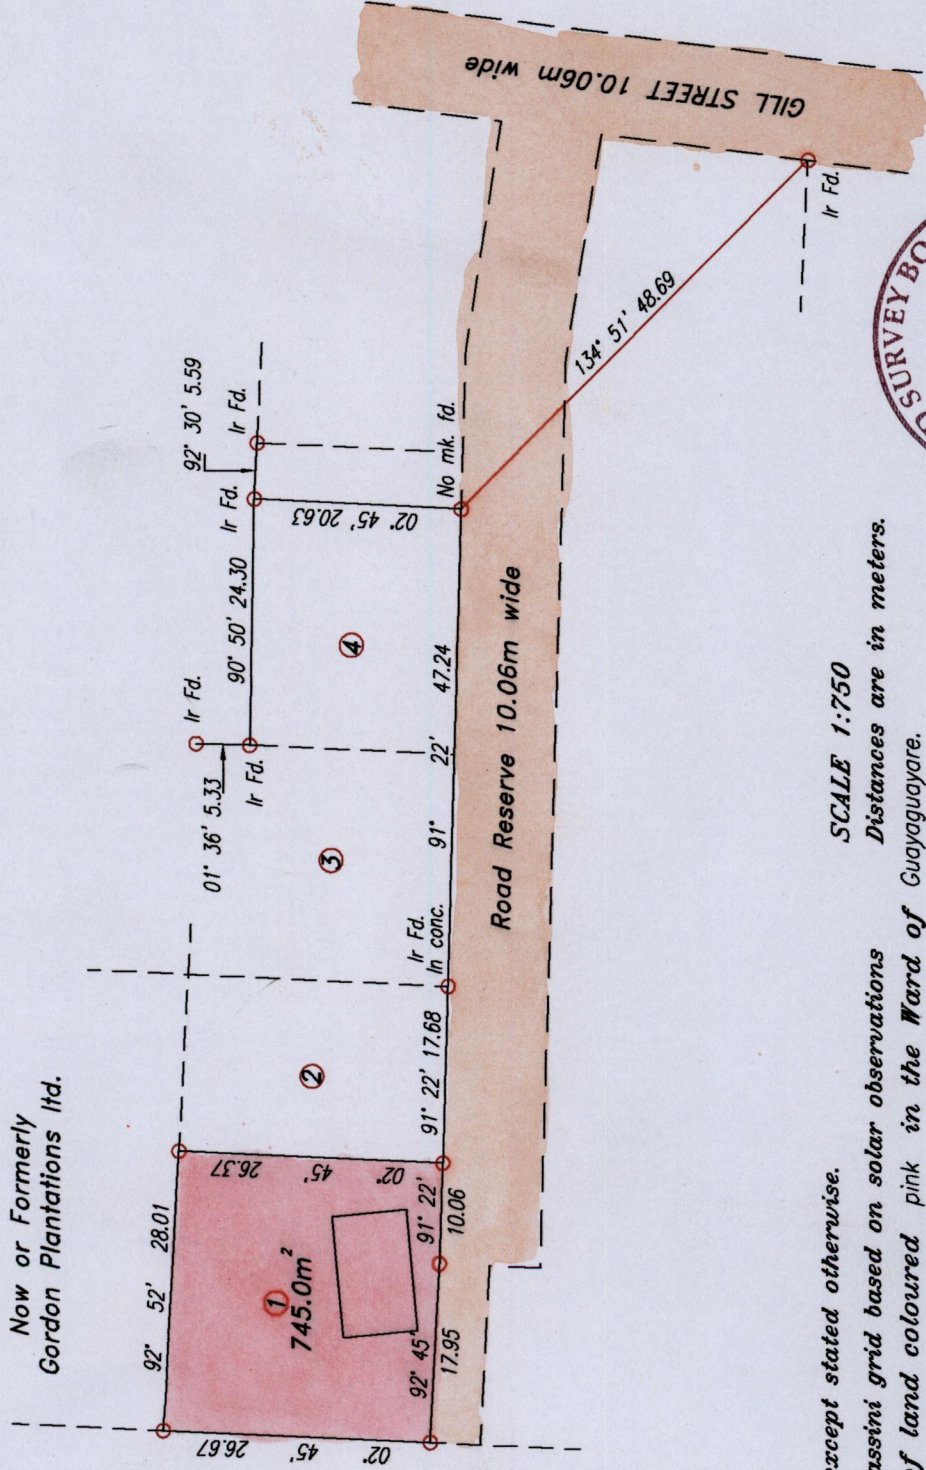 Now or Formerly
Gordon Plantations ltd.
92° 52' 28.01
02° 45' 26.67
①
745.0m²
02° 45' 26.37
92° 45'
17.95
91° 22'
10.06
②
91° 22' 17.68
Ir Fd.
In conc.
③
01° 36' 5.33
Ir Fd.
Ir Fd.
90° 50' 24.30
Ir Fd.
92° 30' 5.59
Ir Fd.
④
02° 45' 20.63
No mk. fd.
91° 22' 47.24
Road Reserve 10.06m wide
134° 51' 48.69
Ir Fd.
GILL STREET 10.06m wide
SURVEY BO
SCALE 1:750
except stated otherwise.
Distances are in meters.
assini grid based on solar observations
of land coloured pink in the Ward of Guayaguayare.